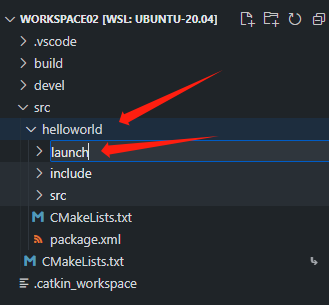 WORKSPACE02 [WSL: UBUNTU-20.04]
.vscode
build
devel
src
helloworld
launch
include
src
CMakeLists.txt
package.xml
CMakeLists.txt
.catkin_workspace